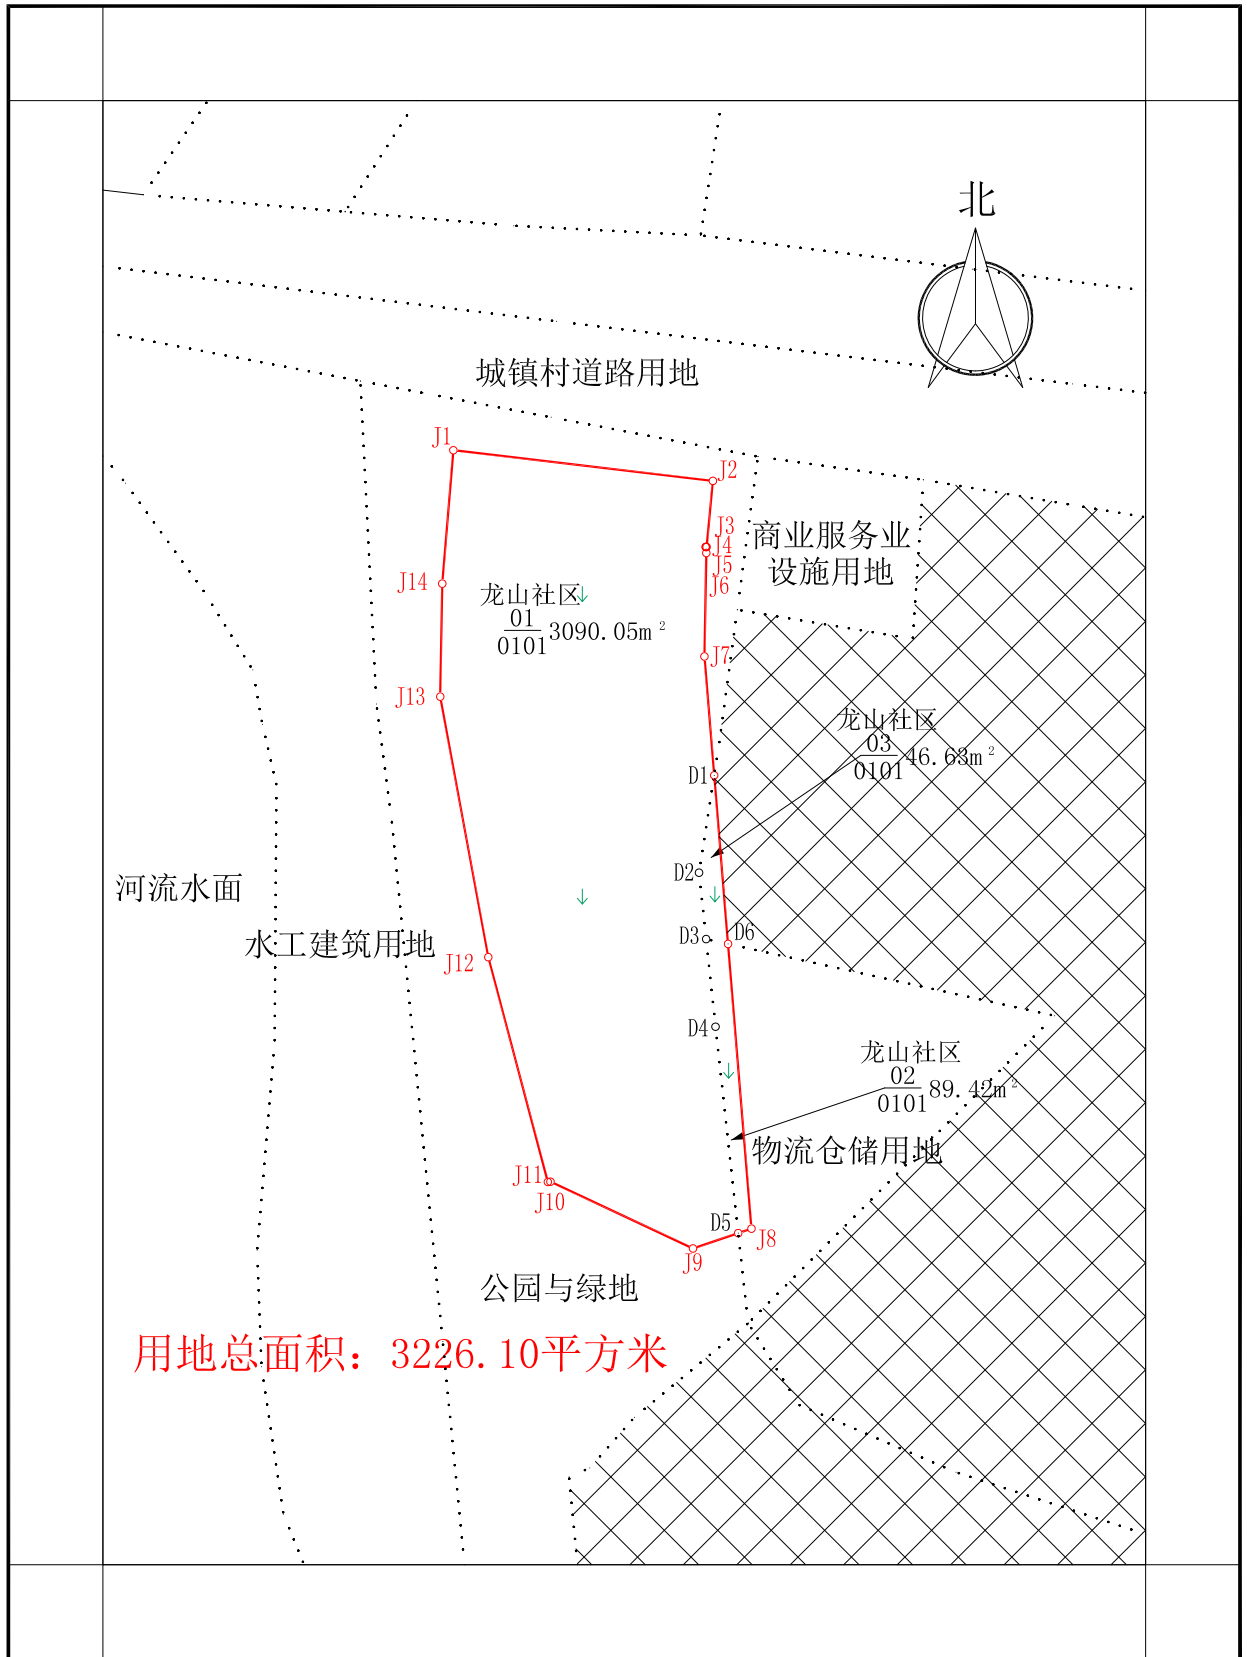 北
城镇村道路用地
J1
J2
J3
J4
J5
J6
商业服务业
设施用地
J14
龙山社区
01
0101
3090.05m²
J7
J13
龙山社区
03
0101
46.63m²
D1
D2
河流水面
水工建筑用地
D3
D6
J12
D4
龙山社区
02
0101
89.42m²
物流仓储用地
J11
J10
D5
J8
J9
公园与绿地
用地总面积：3226.10平方米